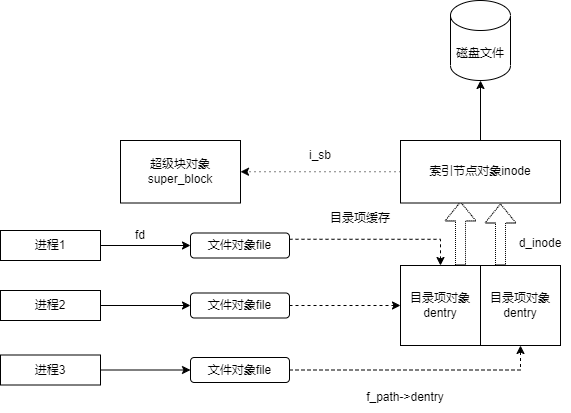 磁盘文件
超级块对象
super_block
i_sb
索引节点对象inode
目录项缓存
进程1
fd
文件对象file
d_inode
进程2
文件对象file
目录项对象
dentry
目录项对象
dentry
进程3
文件对象file
f_path->dentry